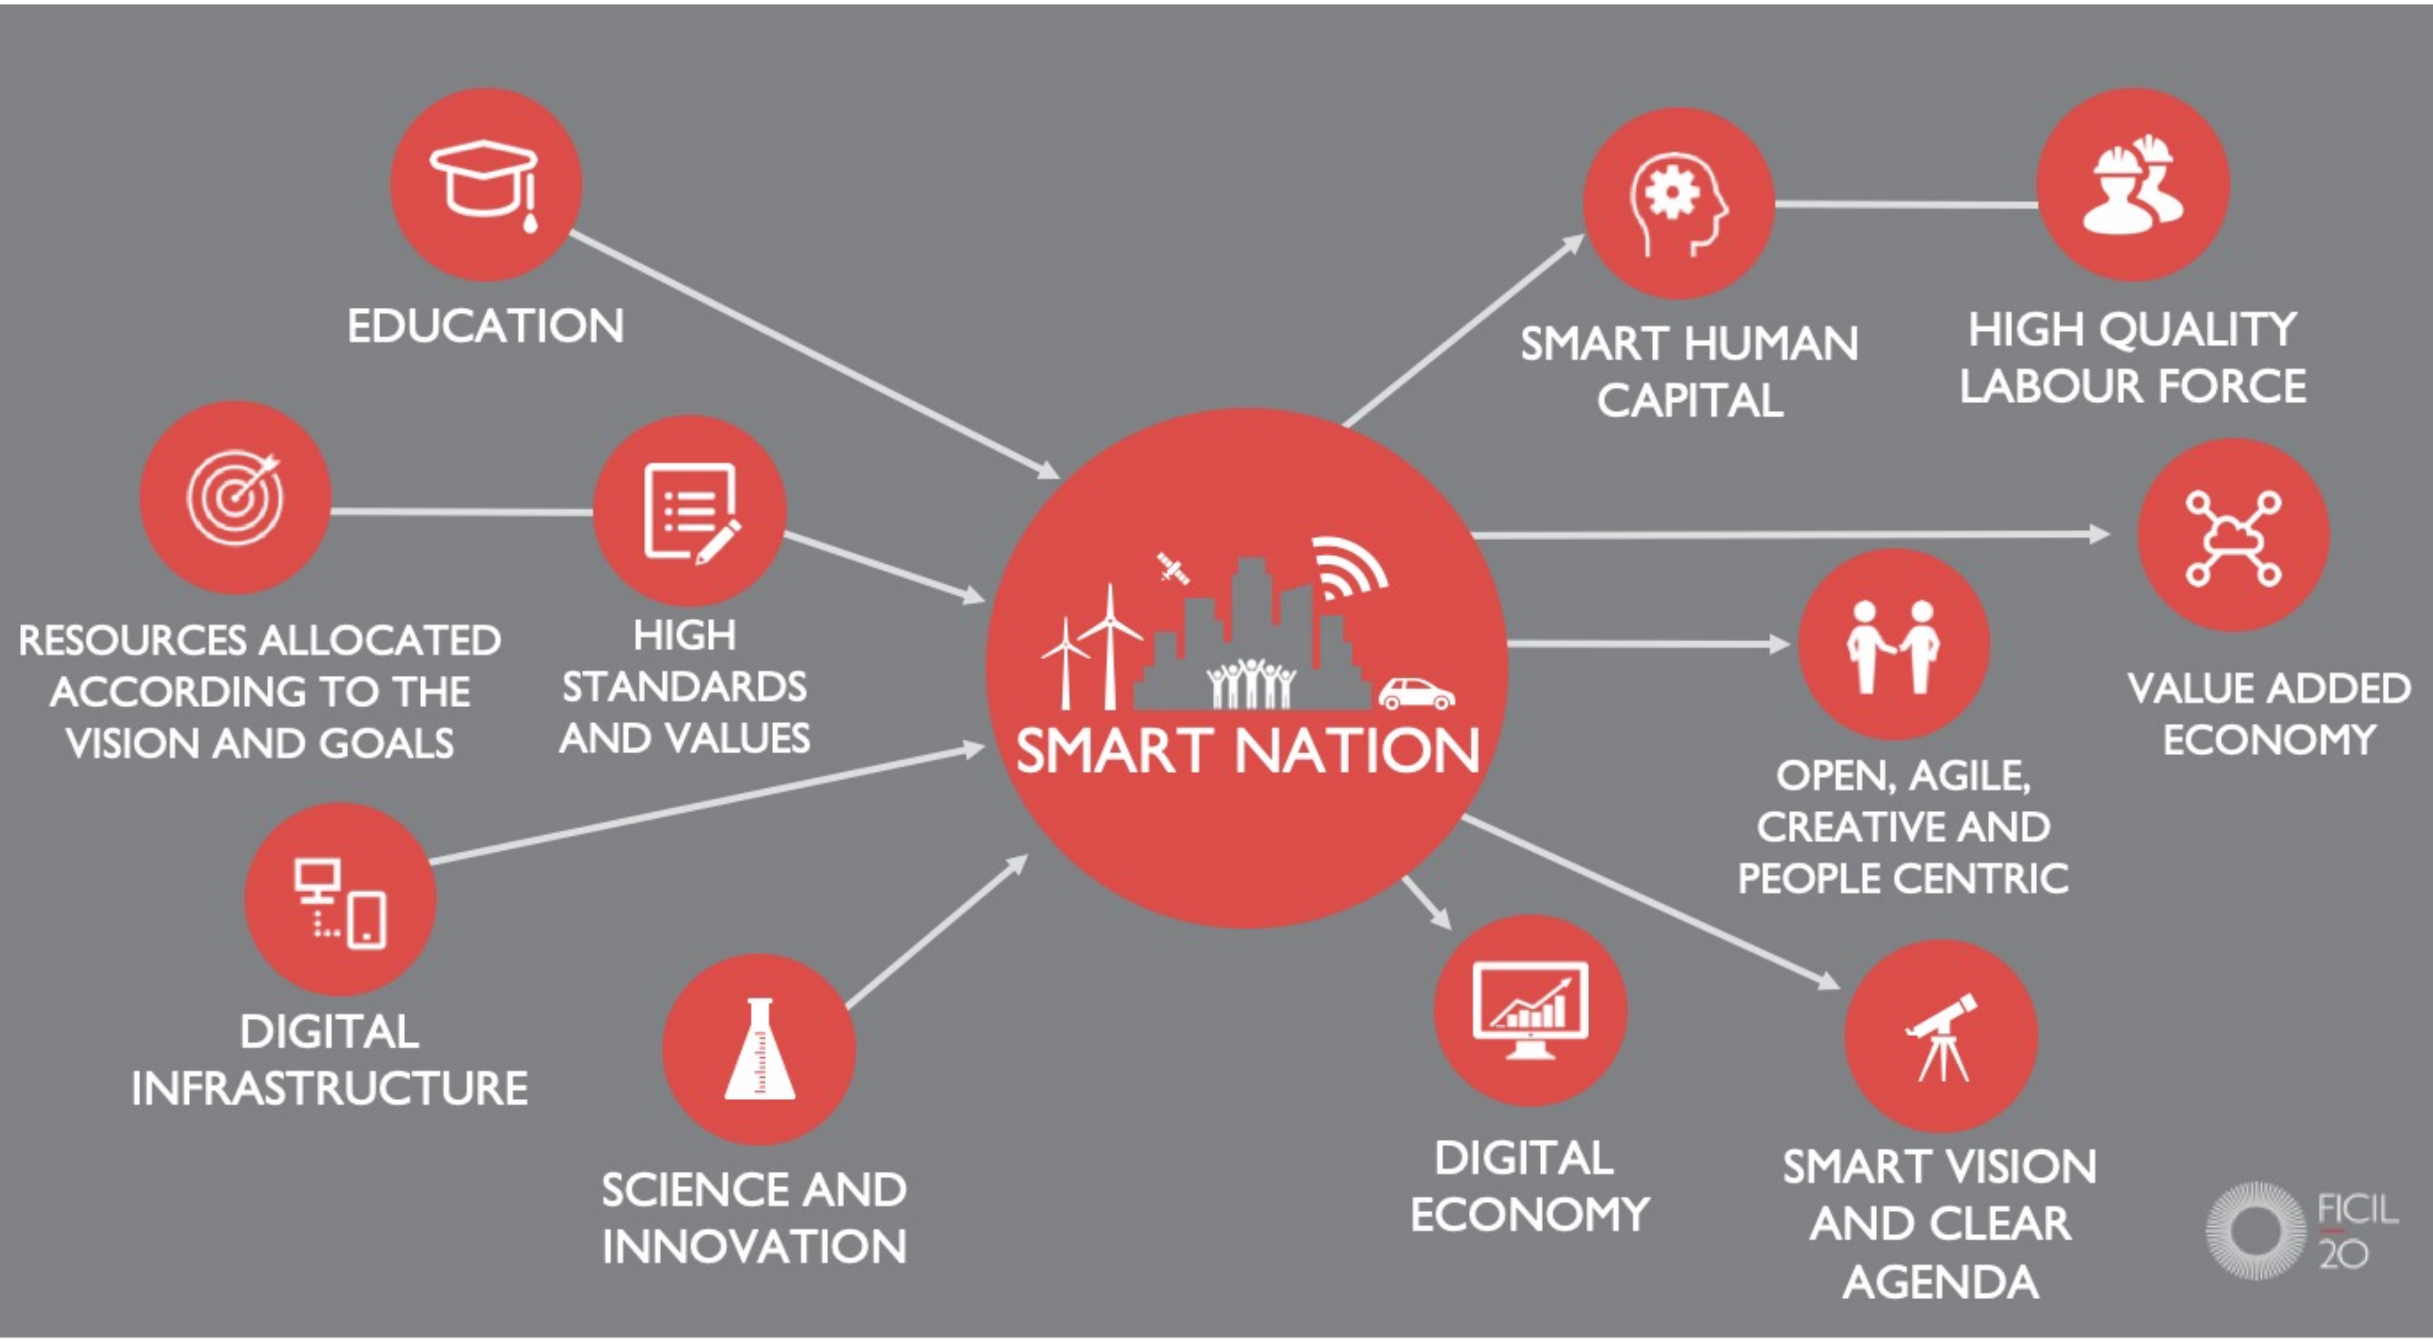 EDUCATION
SMART HUMAN
CAPITAL
HIGH QUALITY
LABOUR FORCE
RESOURCES ALLOCATED
ACCORDING TO THE
VISION AND GOALS
HIGH
STANDARDS
AND VALUES
SMART NATION
VALUE ADDED
ECONOMY
OPEN, AGILE,
CREATIVE AND
PEOPLE CENTRIC
DIGITAL
INFRASTRUCTURE
SCIENCE AND
INNOVATION
DIGITAL
ECONOMY
SMART VISION
AND CLEAR
AGENDA
FICIL
20